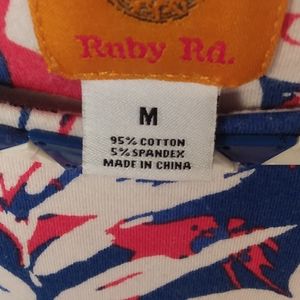 Ruby Rd.
M
95% COTTON
5% SPANDEX
MADE IN CHINA